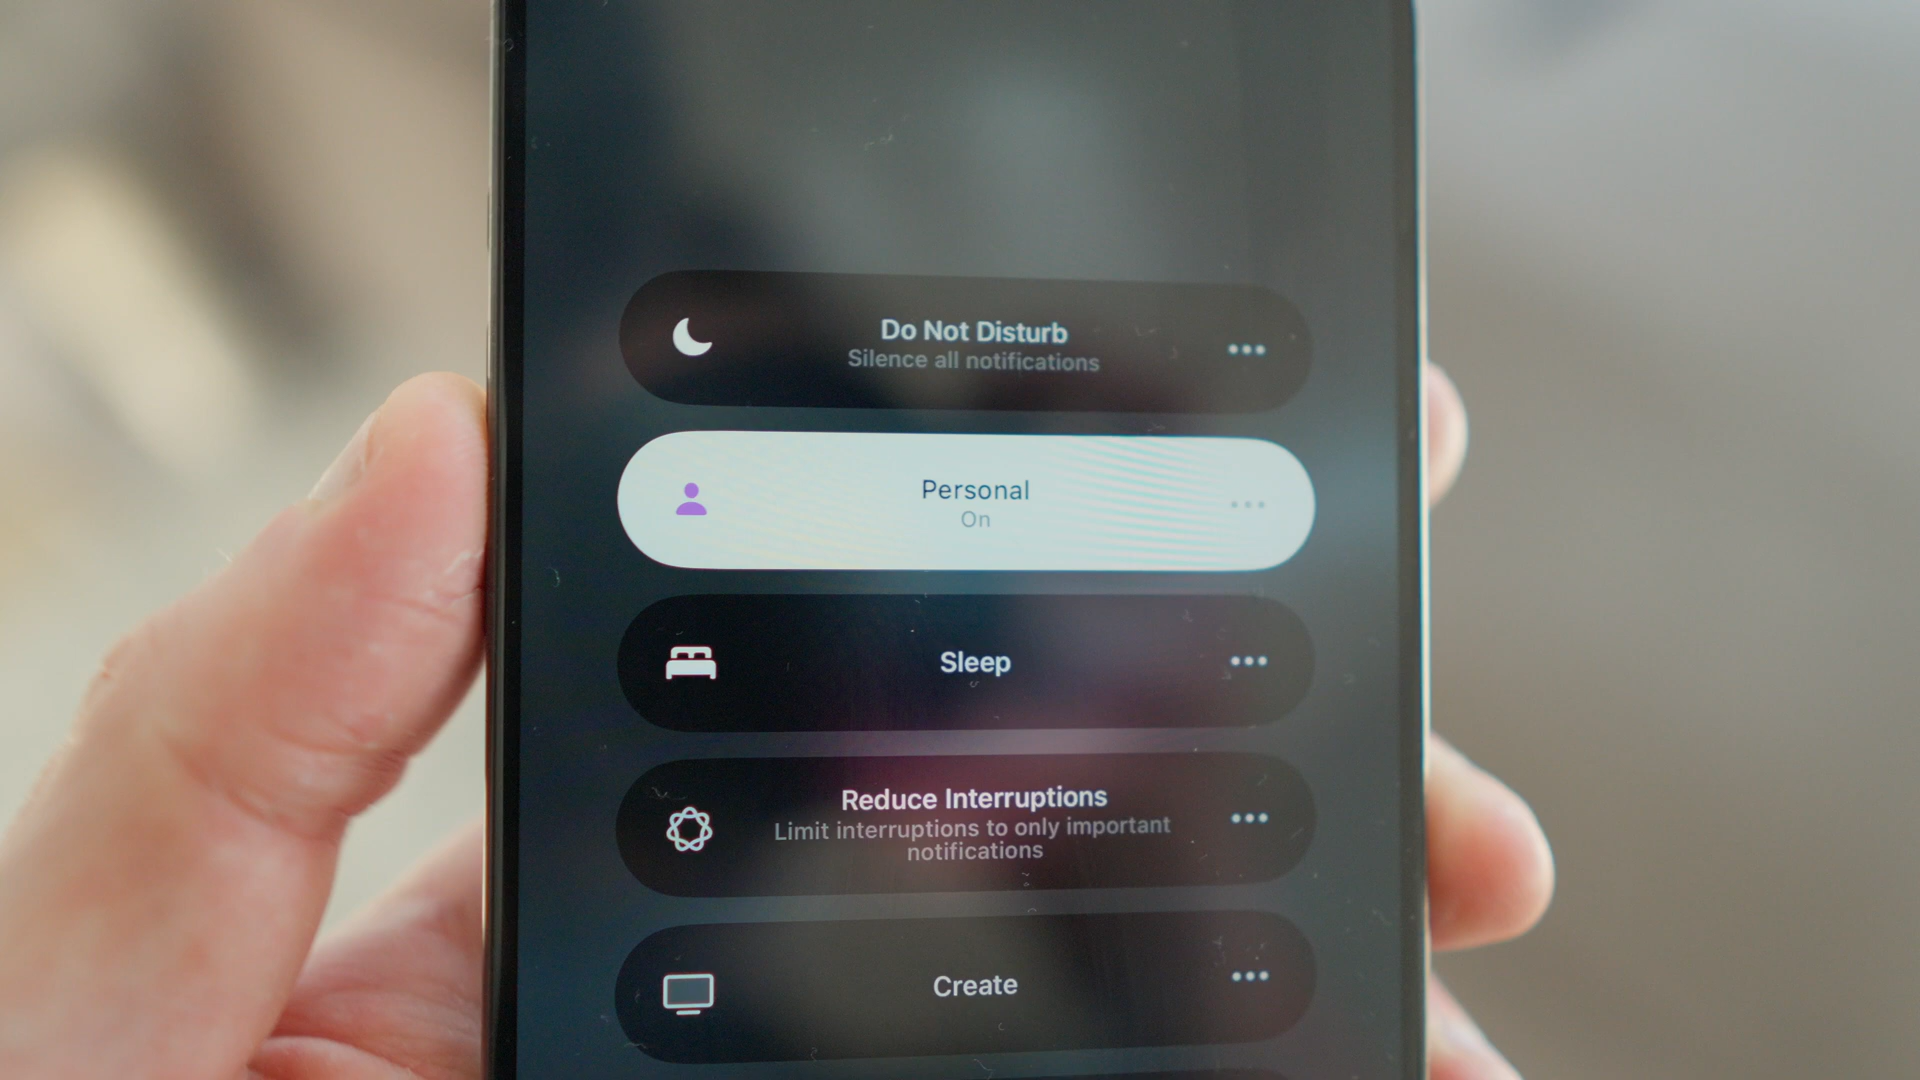 Do Not Disturb
Silence all notifications
Personal
On
Sleep
Reduce Interruptions
Limit interruptions to only important
notifications
Create